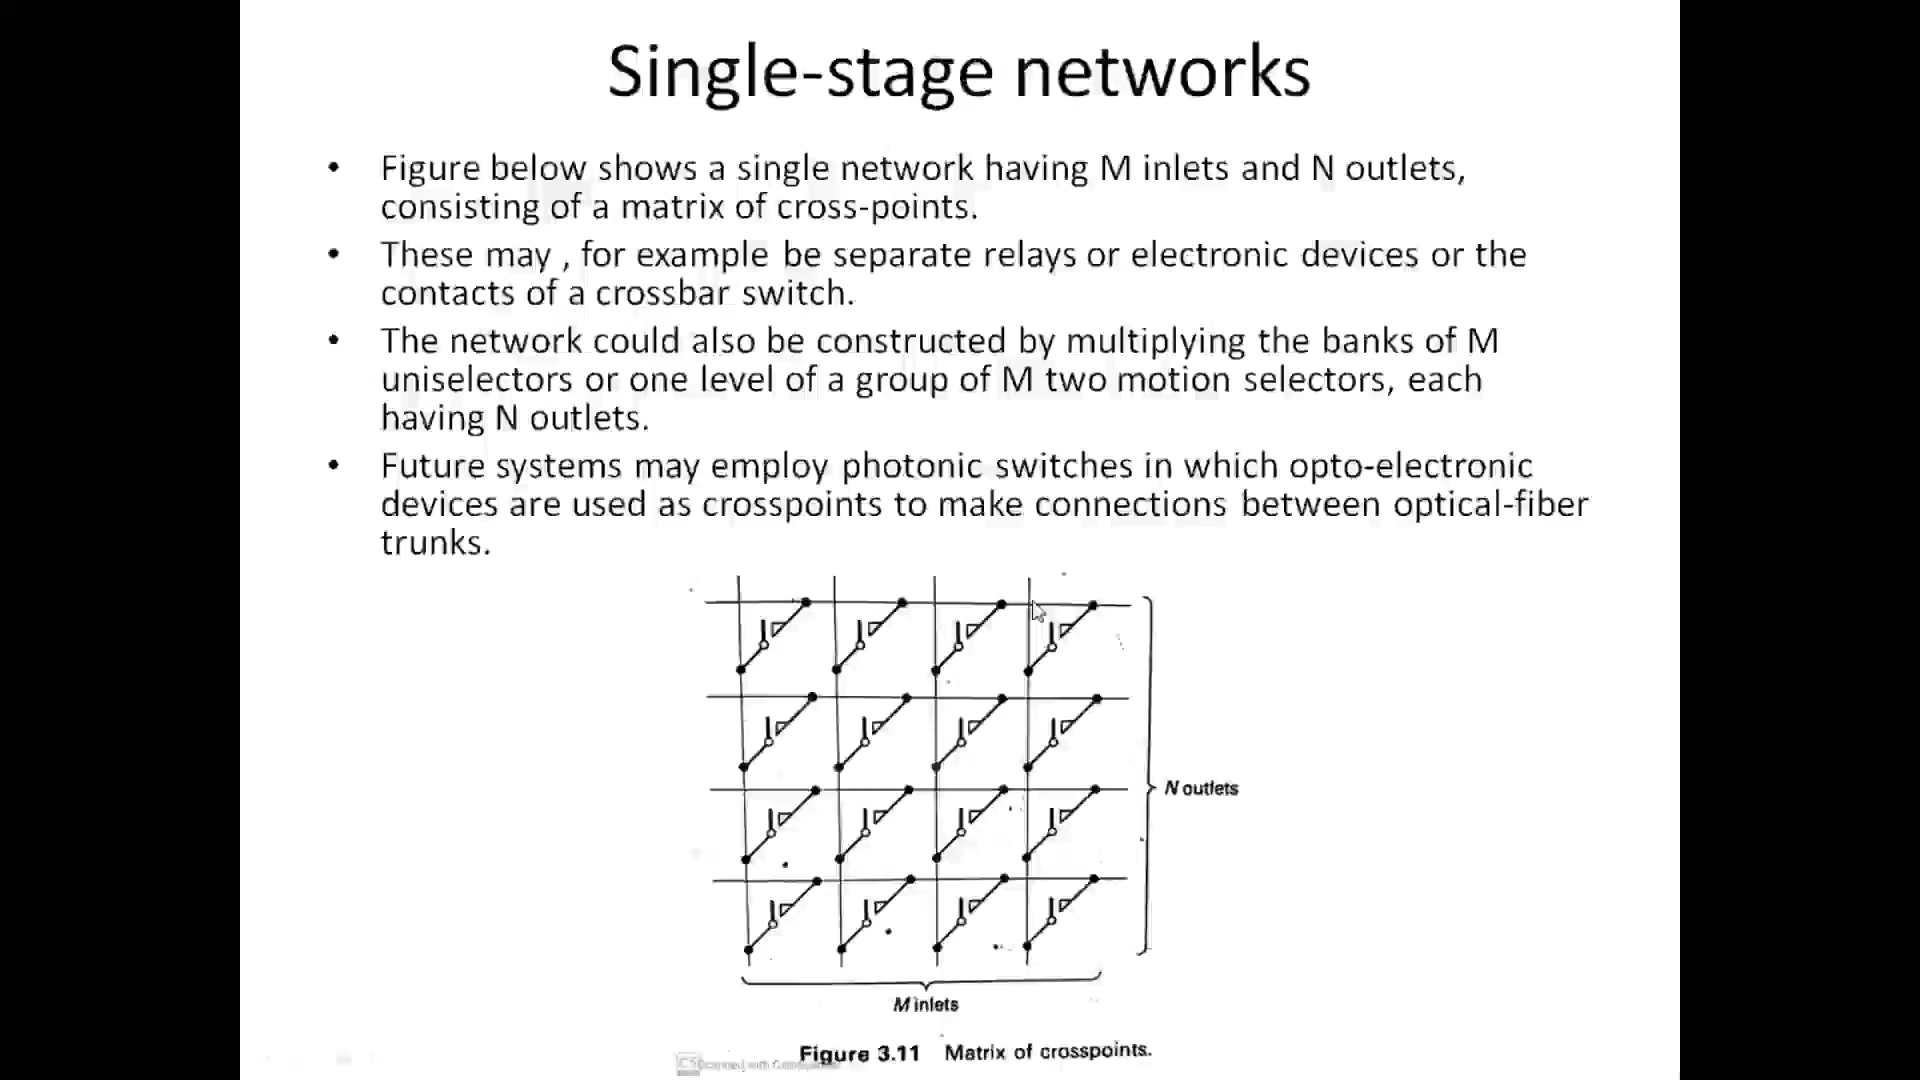 Single-stage networks
• Figure below shows a single network having M inlets and N outlets,
consisting of a matrix of cross-points.
• These may , for example be separate relays or electronic devices or the
contacts of a crossbar switch.
• The network could also be constructed by multiplying the banks of M
uniselectors or one level of a group of M two motion selectors, each
having N outlets.
• Future systems may employ photonic switches in which opto-electronic
devices are used as crosspoints to make connections between optical-fiber
trunks.
N outlets
M inlets
Figure 3.11 Matrix of crosspoints.
CS Scanned with